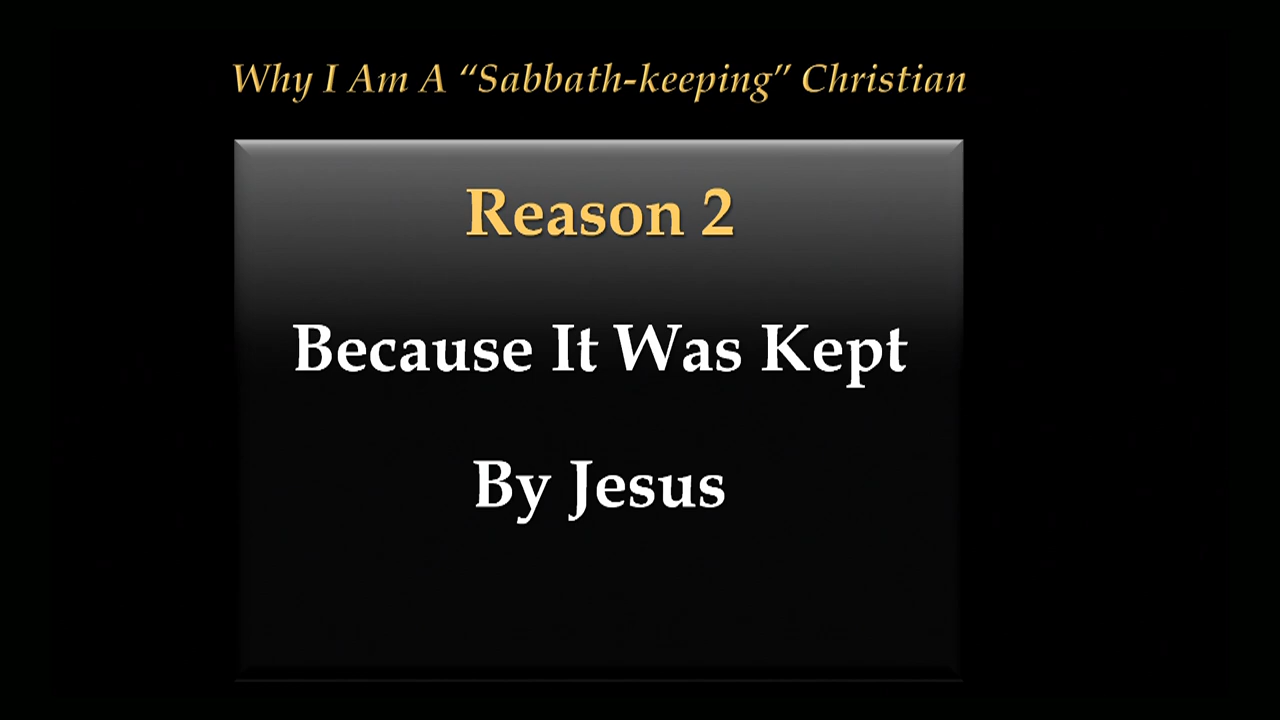 Why I Am A “Sabbath-keeping” Christian
Reason 2
Because It Was Kept
By Jesus